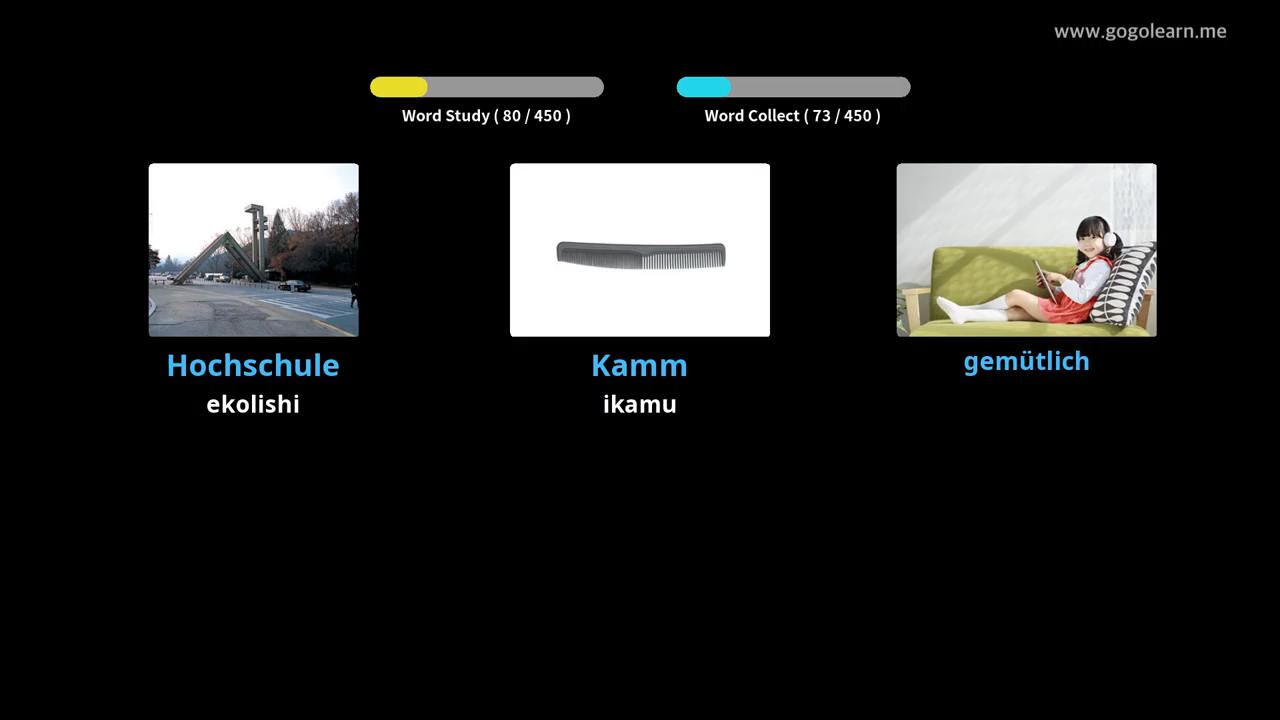 www.gogolearn.me
Word Study ( 80 / 450 )
Word Collect ( 73 / 450 )
Hochschule
ekolishi
Kamm
ikamu
gemütlich